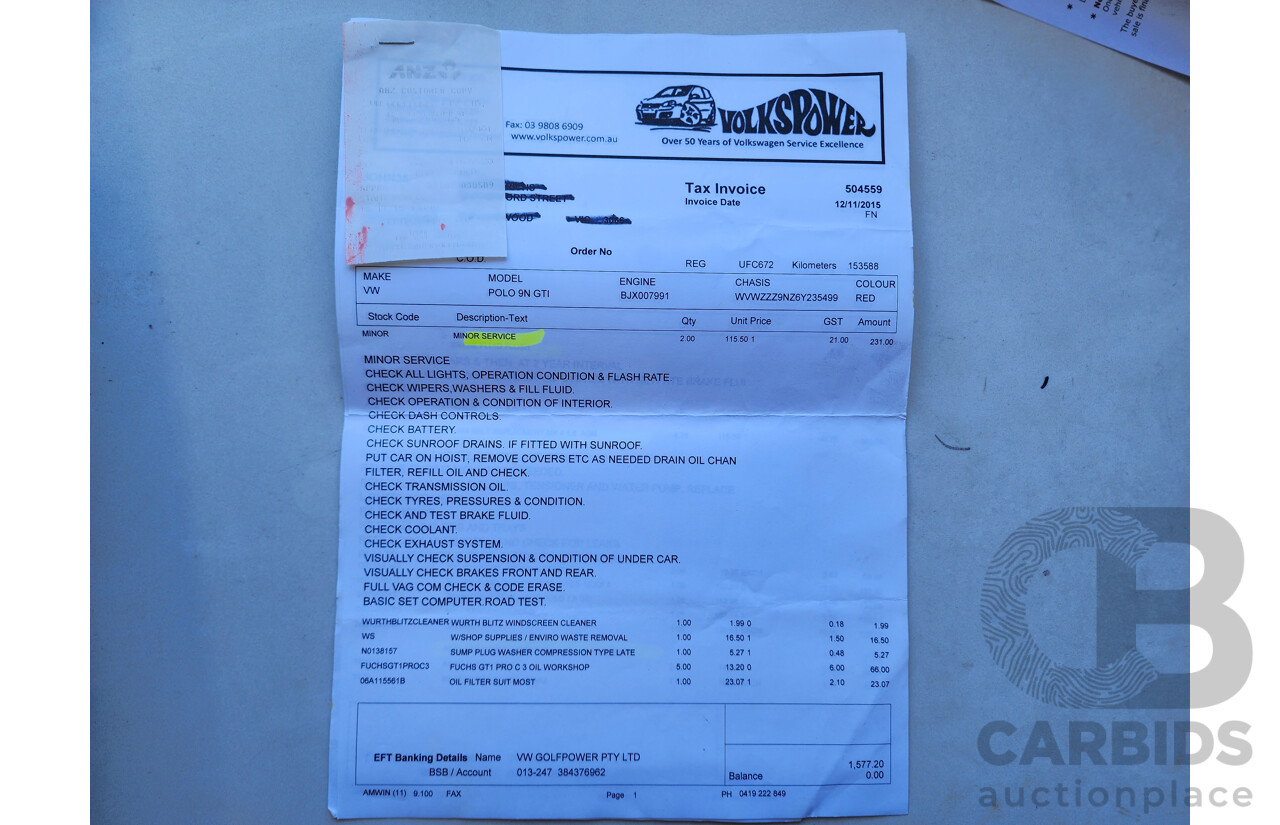 VOLKSPOWER
Over 50 Years of Volkswagen Service Excellence
Fax: 03 9808 6909
www.volkspower.com.au
Tax Invoice 504559
Invoice Date 12/11/2015
FN
ORD STREET
WOOD VIC 3066
Order No
C.O.D.
REG UFC672 Kilometers 153588
MAKE MODEL ENGINE CHASIS COLOUR
VW POLO 9N GTI BJX007991 WVWZZZ9NZ6Y235499 RED
Stock Code Description-Text Qty Unit Price GST Amount
MINOR MINOR SERVICE 2.00 115.50 1 21.00 231.00
MINOR SERVICE
CHECK ALL LIGHTS, OPERATION CONDITION & FLASH RATE.
CHECK WIPERS,WASHERS & FILL FLUID.
CHECK OPERATION & CONDITION OF INTERIOR.
CHECK DASH CONTROLS.
CHECK BATTERY.
CHECK SUNROOF DRAINS. IF FITTED WITH SUNROOF.
PUT CAR ON HOIST, REMOVE COVERS ETC AS NEEDED DRAIN OIL CHAN
FILTER, REFILL OIL AND CHECK.
CHECK TRANSMISSION OIL.
CHECK TYRES, PRESSURES & CONDITION.
CHECK AND TEST BRAKE FLUID.
CHECK COOLANT.
CHECK EXHAUST SYSTEM.
VISUALLY CHECK SUSPENSION & CONDITION OF UNDER CAR.
VISUALLY CHECK BRAKES FRONT AND REAR.
FULL VAG COM CHECK & CODE ERASE.
BASIC SET COMPUTER.ROAD TEST.
WURTHBLITZCLEANER WURTH BLITZ WINDSCREEN CLEANER 1.00 1.99 0 0.18 1.99
WS W/SHOP SUPPLIES / ENVIRO WASTE REMOVAL 1.00 16.50 1 1.50 16.50
N0138157 SUMP PLUG WASHER COMPRESSION TYPE LATE 1.00 5.27 1 0.48 5.27
FUCHSGT1PROC3 FUCHS GT1 PRO C 3 OIL WORKSHOP 5.00 13.20 0 6.00 66.00
06A115561B OIL FILTER SUIT MOST 1.00 23.07 1 2.10 23.07
EFT Banking Details Name VW GOLFPOWER PTY LTD
BSB / Account 013-247 384376962
1,577.20
Balance 0.00
AMWIN (11) 9.100 FAX Page 1 PH 0419 222 849
The buye
sale is fina
CB
CARBIDS
auctionplace